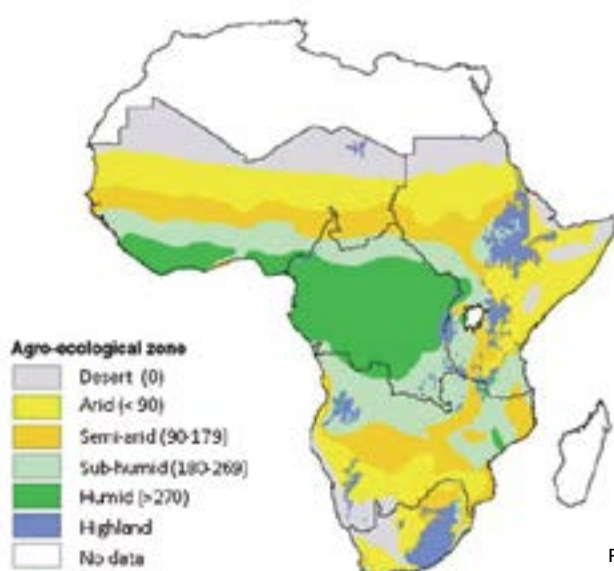 Agro-ecological zone
Desert (0)
Arid (< 90)
Semi-arid (90-179)
Sub-humid (180-269)
Humid (>270)
Highland
No data
F